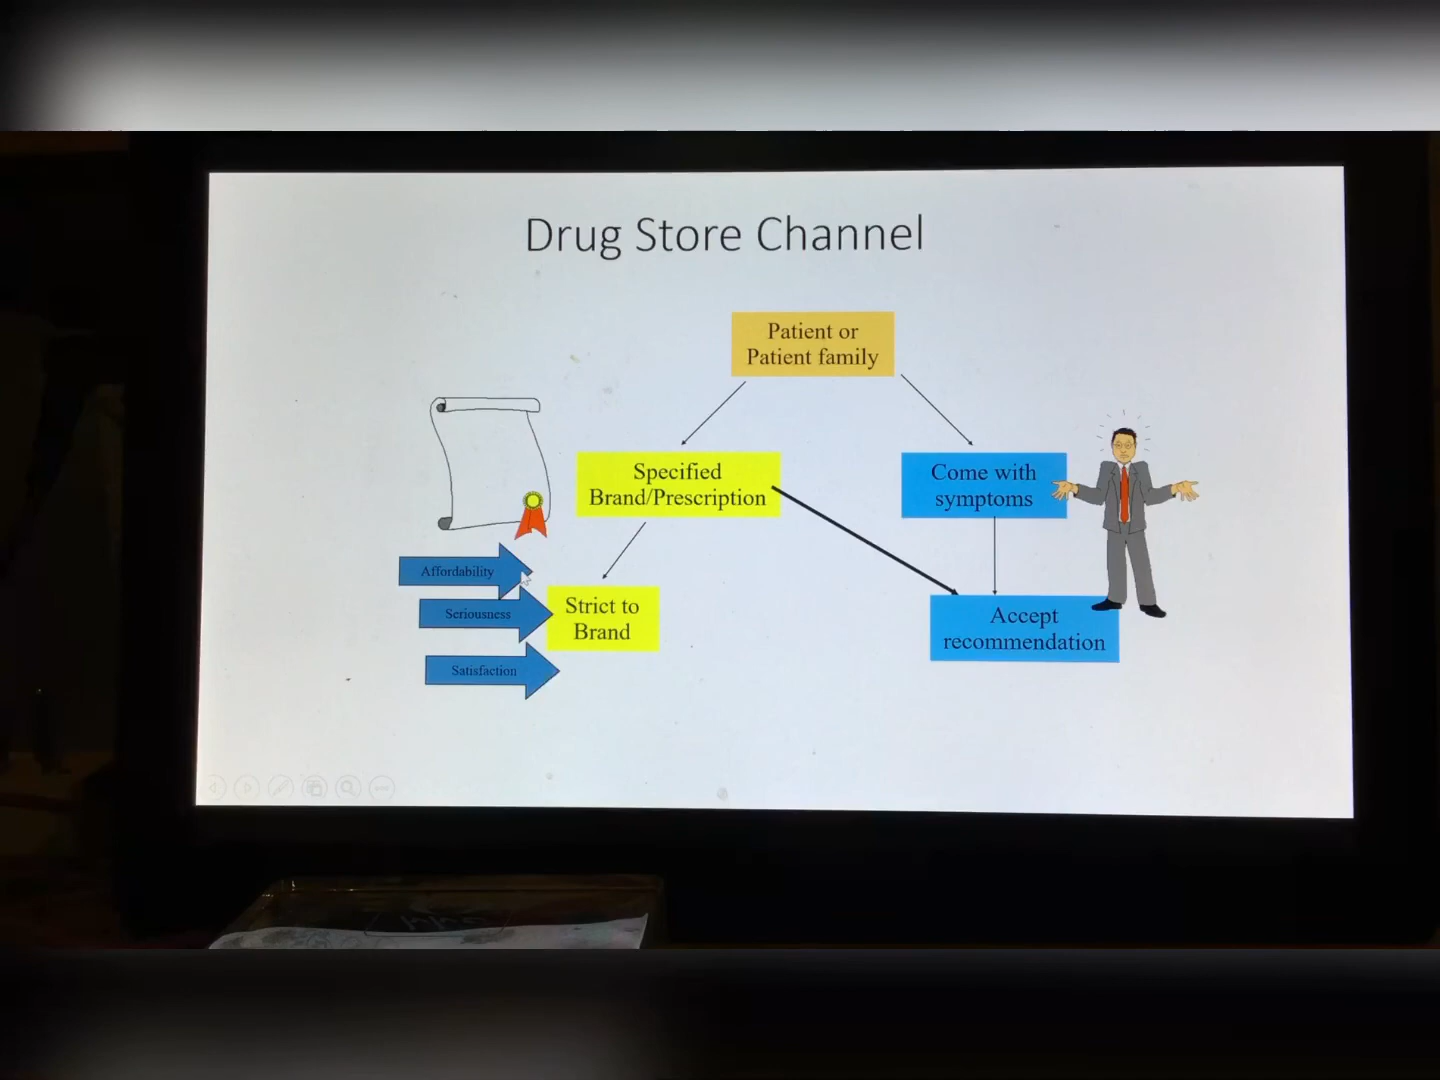 Drug Store Channel
Patient or
Patient family
Specified
Brand/Prescription
Come with
symptoms
Affordability
Seriousness
Satisfaction
Strict to
Brand
Accept
recommendation